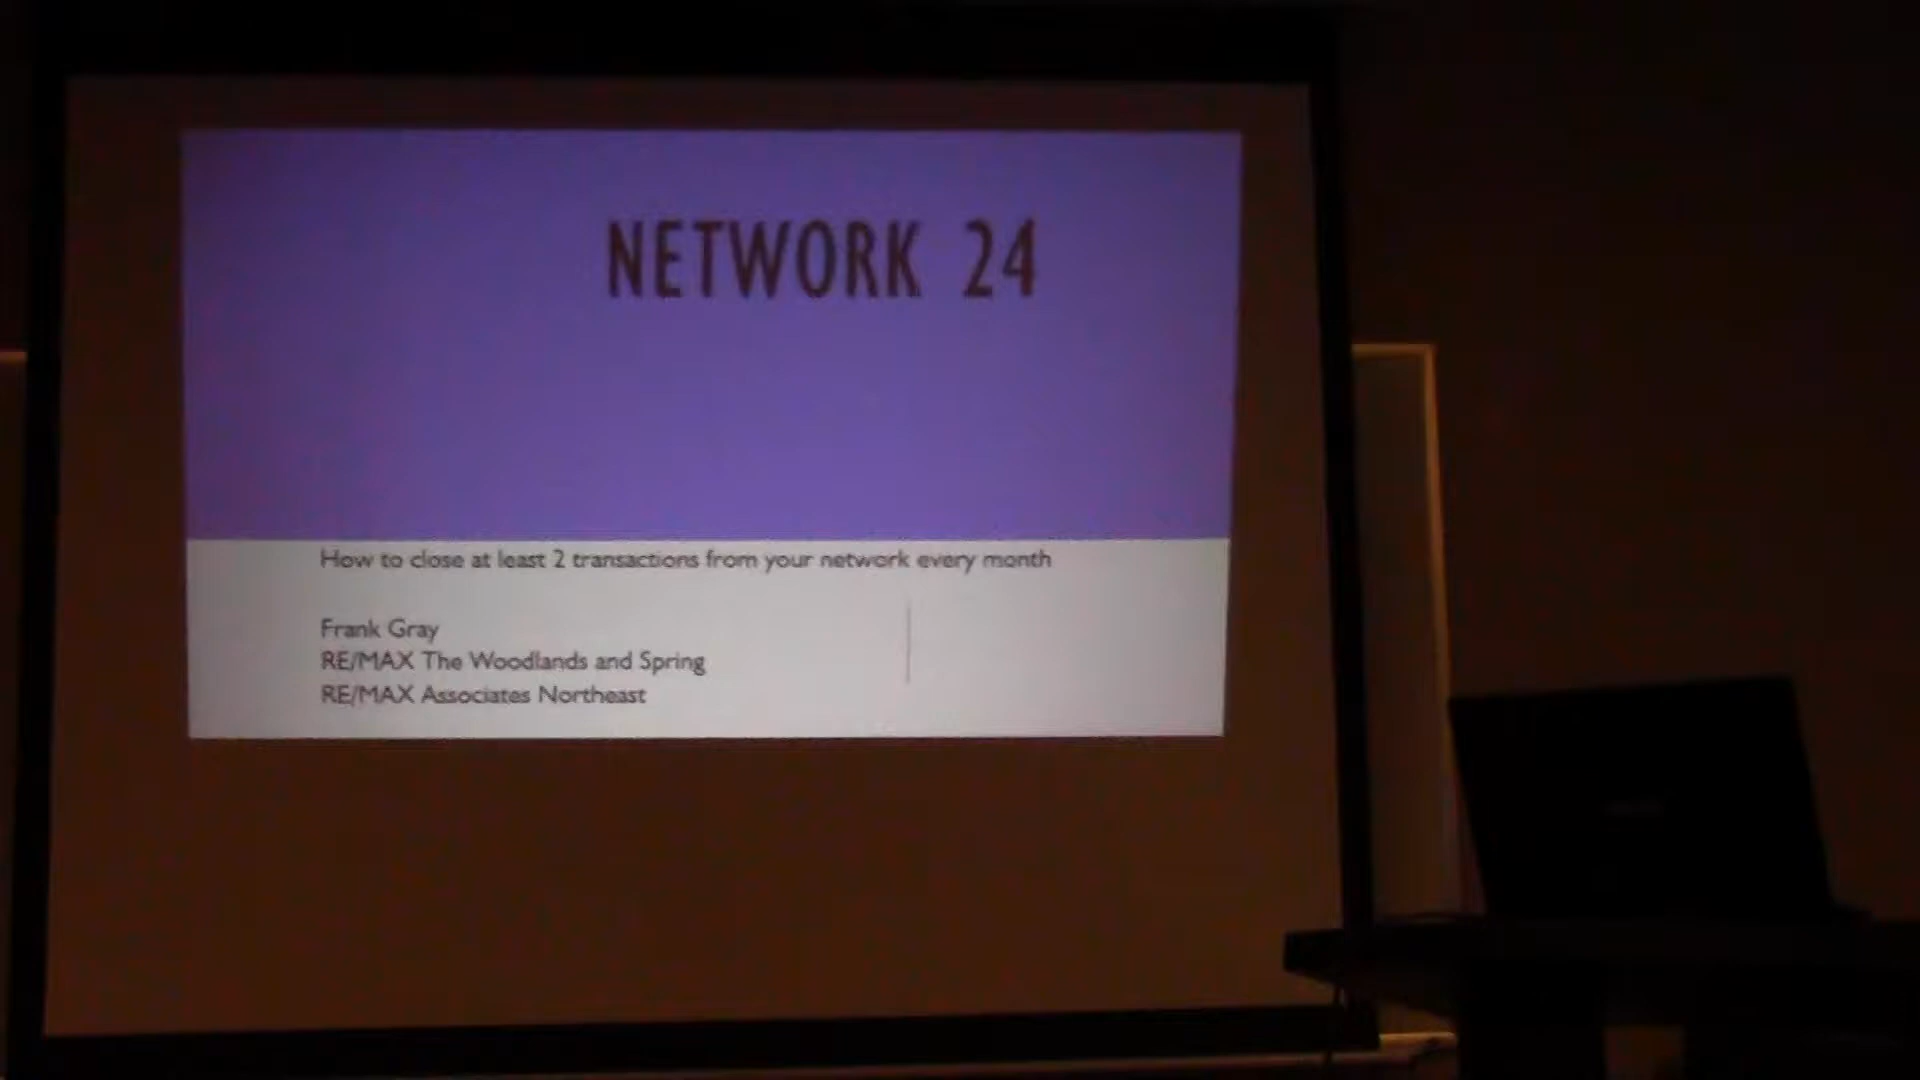 NETWORK 24
How to close at least 2 transactions from your network every month
Frank Gray
RE/MAX The Woodlands and Spring
RE/MAX Associates Northeast